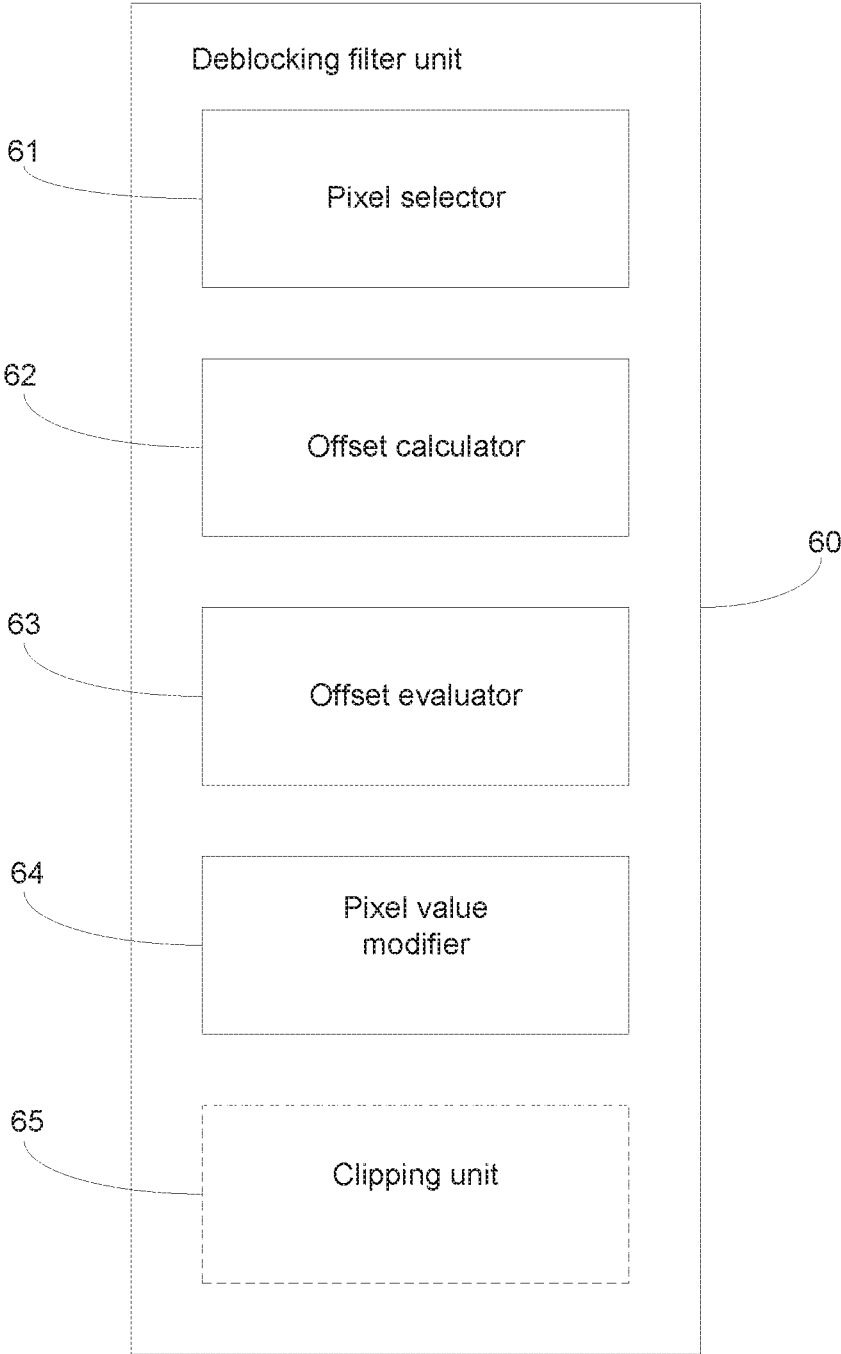 Deblocking filter unit
61
Pixel selector
62
Offset calculator
60
63
Offset evaluator
64
Pixel value
modifier
65
Clipping unit